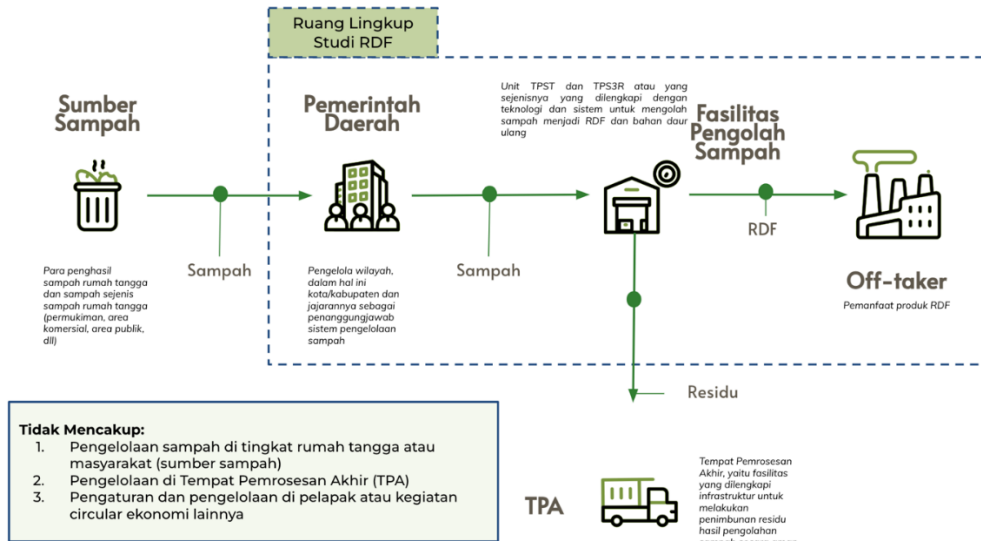 Ruang Lingkup
Studi RDF
Sumber
Sampah
Pemerintah
Daerah
Unit TPST dan TPS3R atau yang
sejenisnya yang dilengkapi dengan
teknologi dan sistem untuk mengolah
sampah menjadi RDF dan bahan daur
ulang
Fasilitas
Pengolah
Sampah
Sampah
Sampah
RDF
Off-taker
Pemanfaat produk RDF
Para penghasil
sampah rumah tangga
dan sampah sejenis
sampah rumah tangga
(permukiman, area
komersial, area publik,
dll)
Pengelola wilayah,
dalam hal ini
kota/kabupaten dan
jajarannya sebagai
penanggungjawab
sistem pengelolaan
sampah
Residu
Tidak Mencakup:
1. Pengelolaan sampah di tingkat rumah tangga atau
masyarakat (sumber sampah)
2. Pengelolaan di Tempat Pemrosesan Akhir (TPA)
3. Pengaturan dan pengelolaan di pelapak atau kegiatan
circular ekonomi lainnya
TPA
Tempat Pemrosesan
Akhir, yaitu fasilitas
yang dilengkapi
infrastruktur untuk
melakukan
penimbunan residu
hasil pengolahan